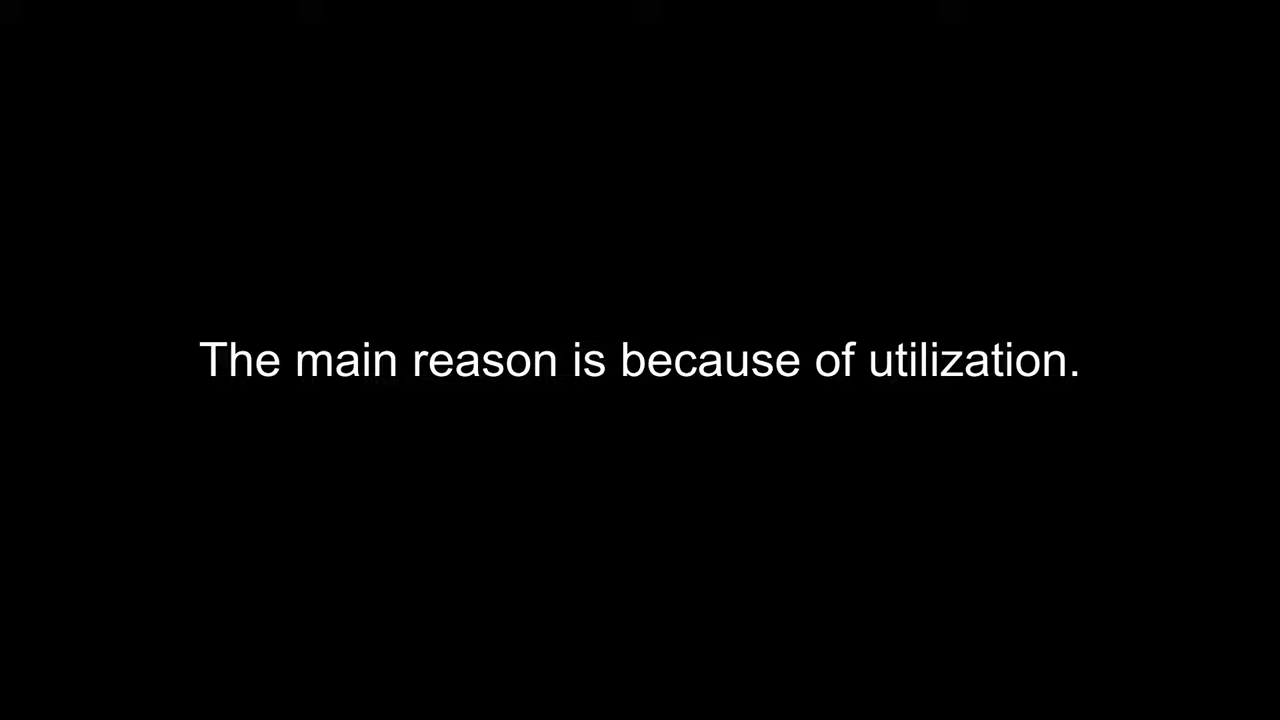 The main reason is because of utilization.